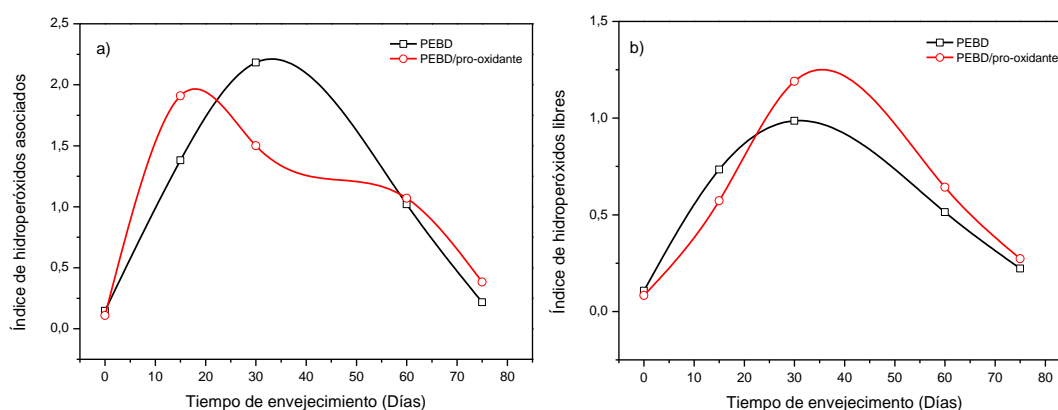 a)
PEBD
PEBD/pro-oxidante
Índice de hidroperóxidos asociados
2,5
2,0
1,5
1,0
0,5
0,0
0 10 20 30 40 50 60 70 80
Tiempo de envejecimiento (Días)
b)
PEBD
PEBD/pro-oxidante
Índice de hidroperóxidos libres
1,5
1,0
0,5
0,0
0 10 20 30 40 50 60 70 80
Tiempo de envejecimiento (Días)